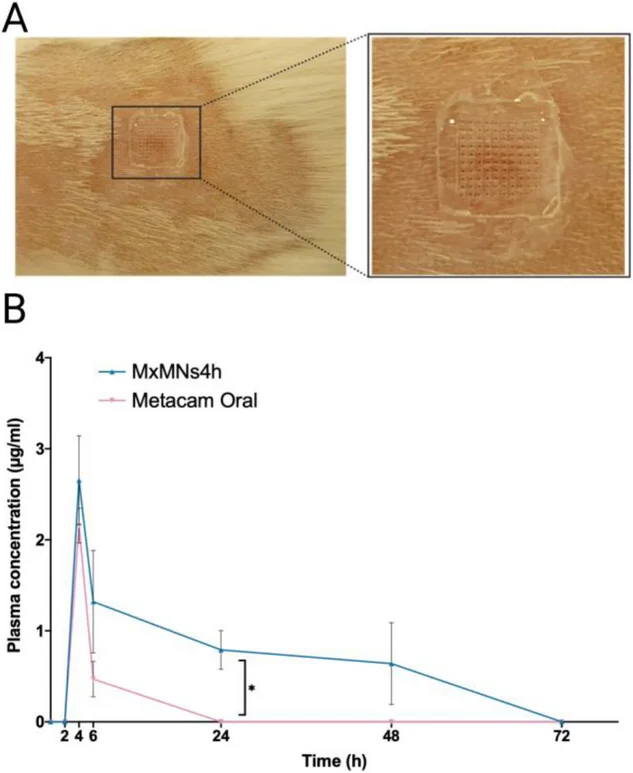 A
B
4
MxMNs4h
Metacam Oral
3
2
1
0
Plasma concentration (µg/ml)
*
2 4 6 24 48 72
Time (h)